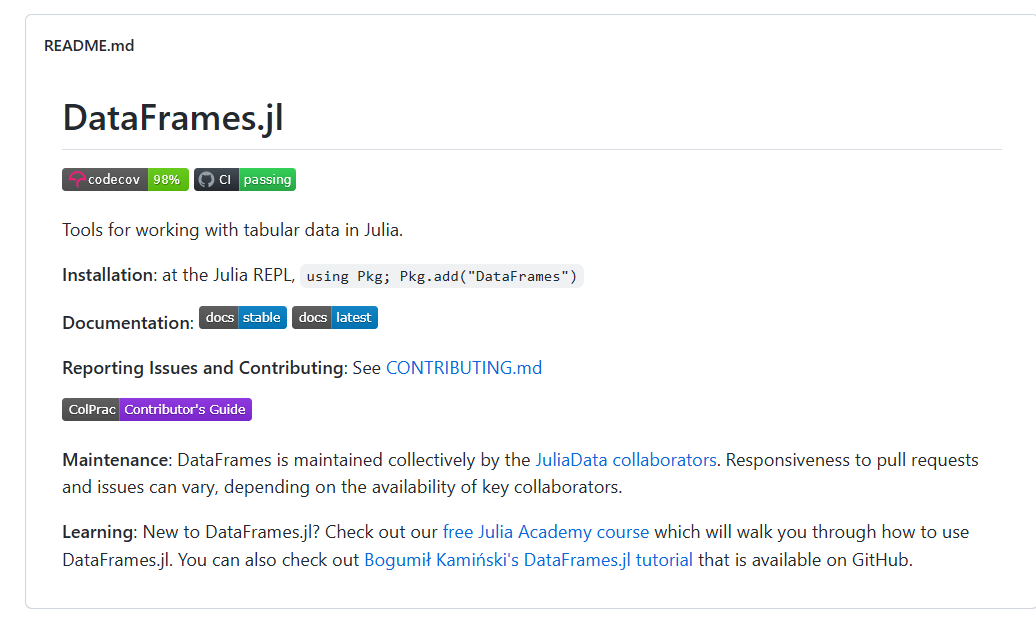 README.md
DataFrames.jl
codecov 98% CI passing
Tools for working with tabular data in Julia.
Installation: at the Julia REPL, using Pkg; Pkg.add("DataFrames")
Documentation: docs stable docs latest
Reporting Issues and Contributing: See CONTRIBUTING.md
ColPrac Contributor's Guide
Maintenance: DataFrames is maintained collectively by the JuliaData collaborators. Responsiveness to pull requests
and issues can vary, depending on the availability of key collaborators.
Learning: New to DataFrames.jl? Check out our free Julia Academy course which will walk you through how to use
DataFrames.jl. You can also check out Bogumił Kamiński's DataFrames.jl tutorial that is available on GitHub.